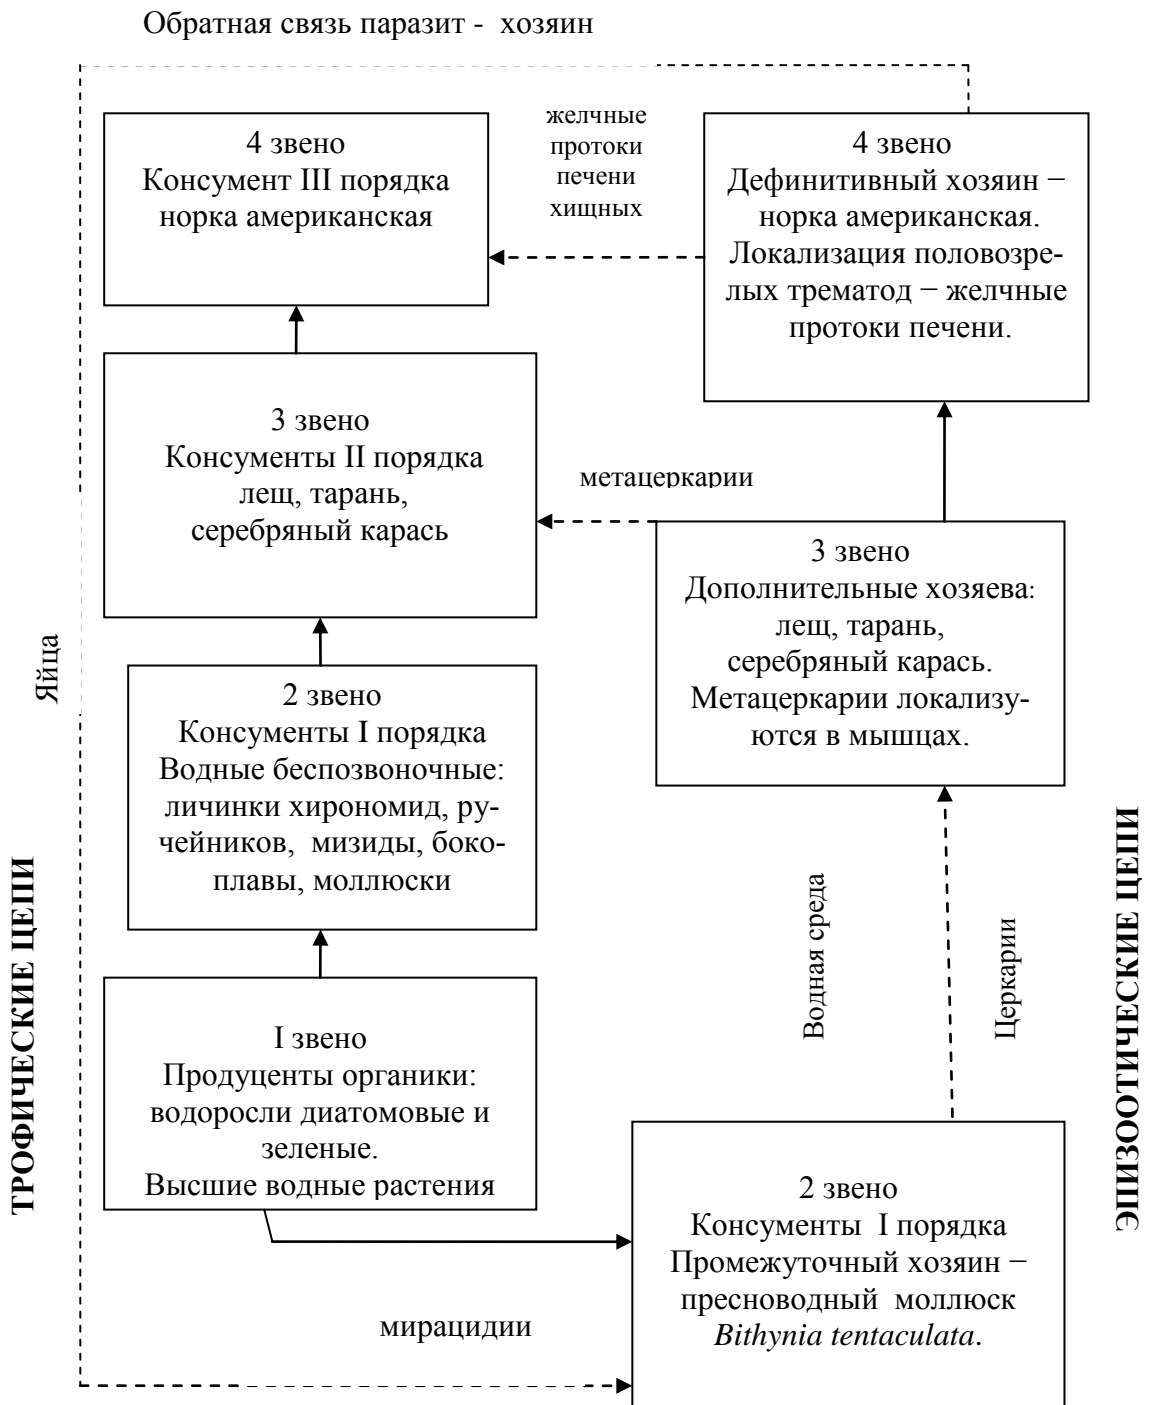 Обратная связь паразит - хозяин
4 звено
Консумент III порядка
норка американская
желчные
протоки
печени
хищных
4 звено
Дефинитивный хозяин −
норка американская.
Локализация половозре-
лых трематод − желчные
протоки печени.
3 звено
Консументы II порядка
лещ, тарань,
серебряный карась
метацеркарии
3 звено
Дополнительные хозяева:
лещ, тарань,
серебряный карась.
Метацеркарии локализу-
ются в мышцах.
Яйца
2 звено
Консументы I порядка
Водные беспозвоночные:
личинки хирономид, ру-
чейников, мизиды, боко-
плавы, моллюски
ТРОФИЧЕСКИЕ ЦЕПИ
Водная среда
Церкарии
ЭПИЗООТИЧЕСКИЕ ЦЕПИ
I звено
Продуценты органики:
водоросли диатомовые и
зеленые.
Высшие водные растения
2 звено
Консументы I порядка
Промежуточный хозяин −
пресноводный моллюск
Bithynia tentaculata.
мирацидии